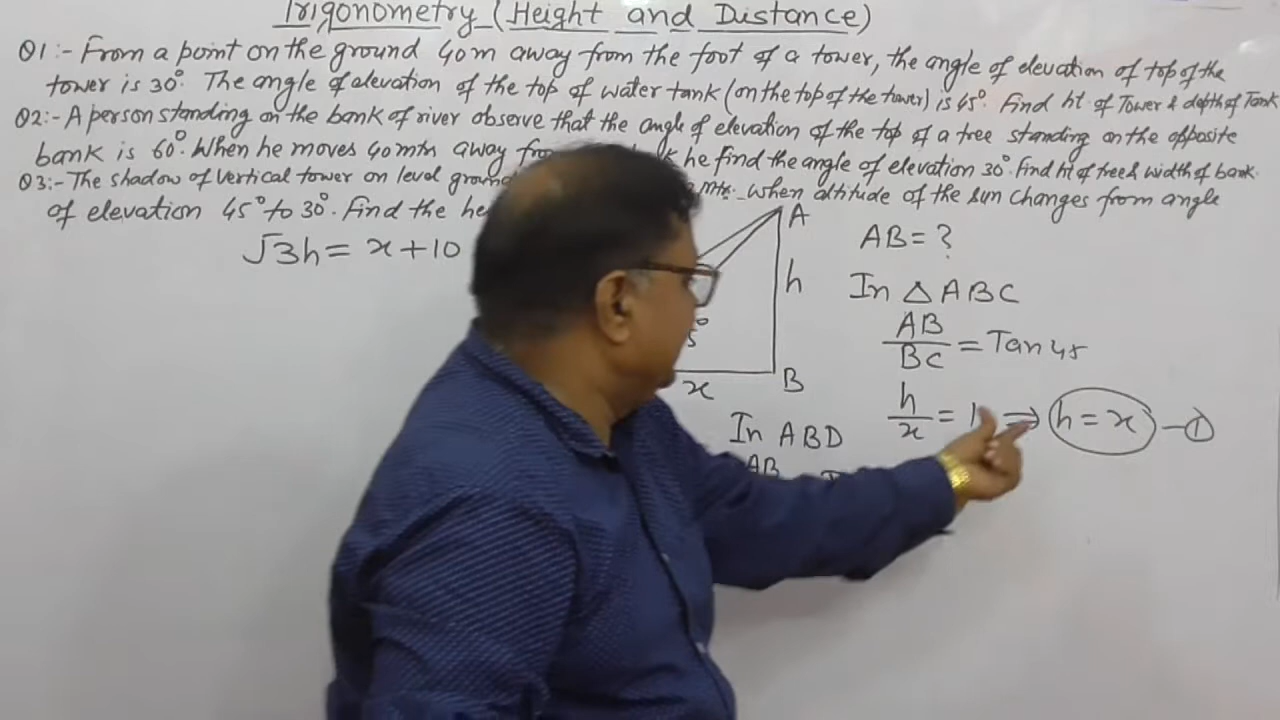 Trigonometry (Height and Distance)
Q1:- From a point on the ground 40m away from the foot of a tower, the angle of elevation of top of the
tower is 30°. The angle of elevation of the top of water tank (on the top of the tower) is 45°. Find ht of Tower & depth of Tank
Q2:- A person standing on the bank of river observe that the angle of elevation of the top of a tree standing on the opposite
bank is 60°. When he moves 40 mtr away he find the angle of elevation 30°. Find ht of tree & width of bank.
Q3:- The shadow of vertical tower on level mtr. when altitude of the sun changes from angle
of elevation 45° to 30°. Find the
√3h = x+10
A
h
B
x
AB = ?
In △ ABC
AB/BC = Tan 45
h/x = 1 ⇒ h = x —①
In ABD
AB